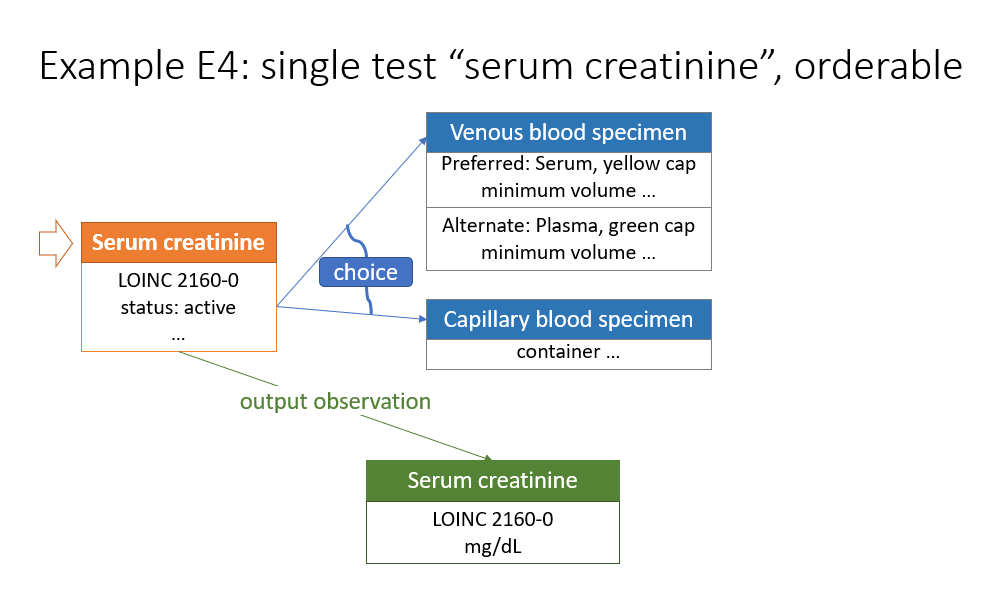 Example E4: single test “serum creatinine”, orderable
Venous blood specimen
Preferred: Serum, yellow cap
minimum volume ...
Alternate: Plasma, green cap
minimum volume ...
Serum creatinine
LOINC 2160-0
status: active
...
choice
Capillary blood specimen
container ...
output observation
Serum creatinine
LOINC 2160-0
mg/dL